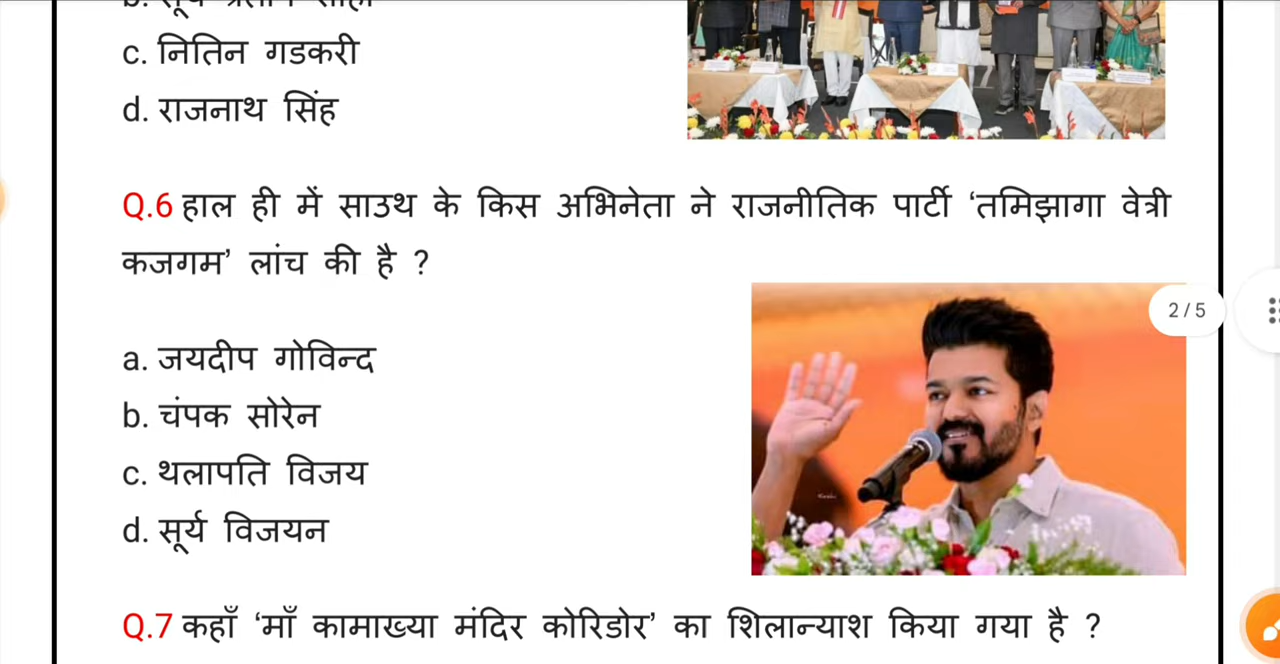 c. नितिन गडकरी
d. राजनाथ सिंह
Q.6 हाल ही में साउथ के किस अभिनेता ने राजनीतिक पार्टी ‘तमिझागा वेत्री
कजगम’ लांच की है ?
2 / 5
a. जयदीप गोविन्द
b. चंपक सोरेन
c. थलापति विजय
d. सूर्य विजयन
Q.7 कहाँ ‘माँ कामाख्या मंदिर कोरिडोर’ का शिलान्याश किया गया है ?